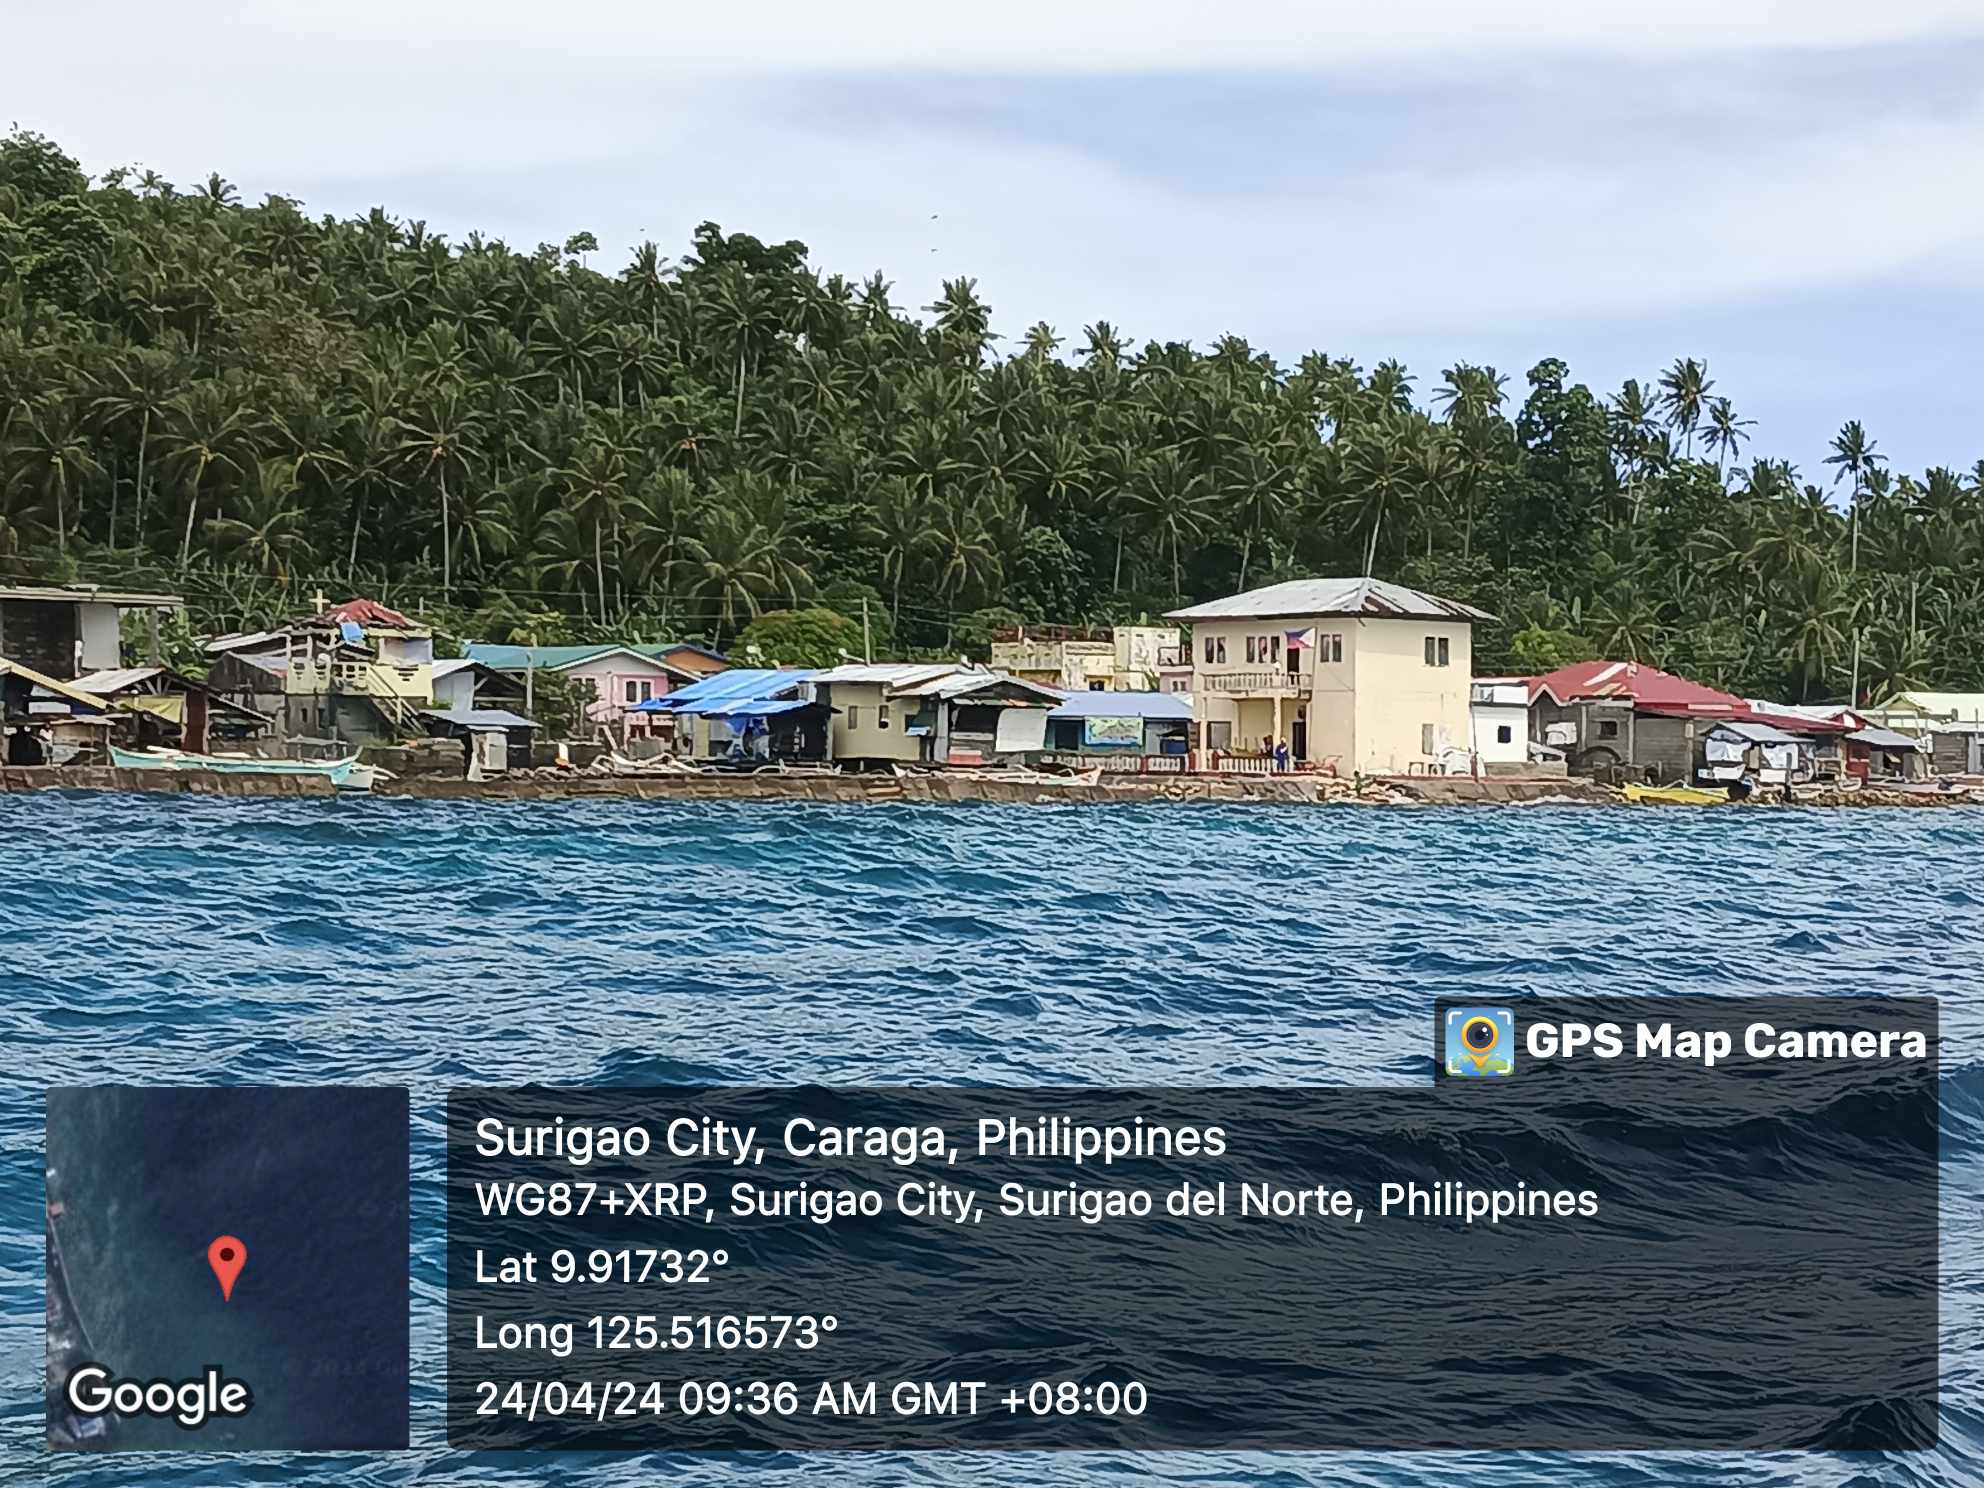 GPS Map Camera
Surigao City, Caraga, Philippines
WG87+XRP, Surigao City, Surigao del Norte, Philippines
Lat 9.91732°
Long 125.516573°
24/04/24 09:36 AM GMT +08:00
Google